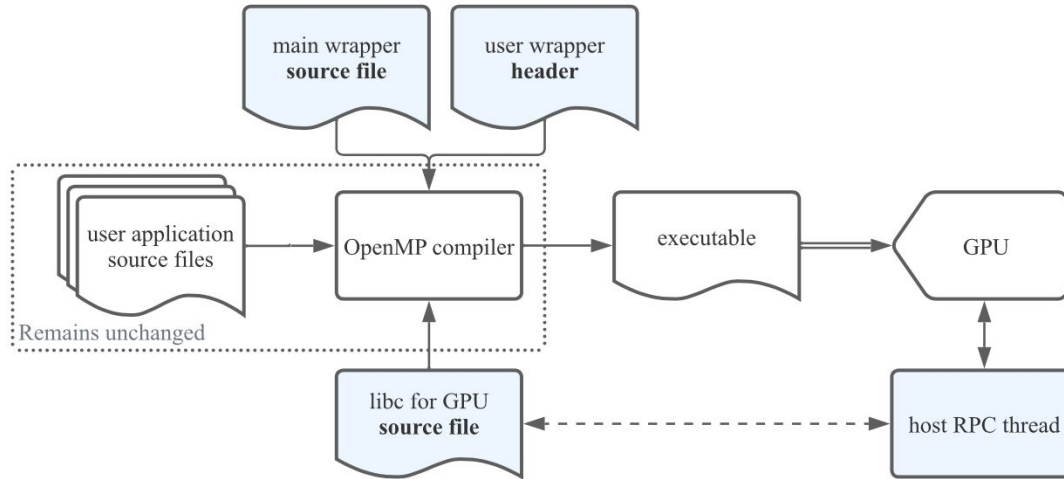 main wrapper
source file
user wrapper
header
user application
source files
OpenMP compiler
executable
GPU
Remains unchanged
libc for GPU
source file
host RPC thread